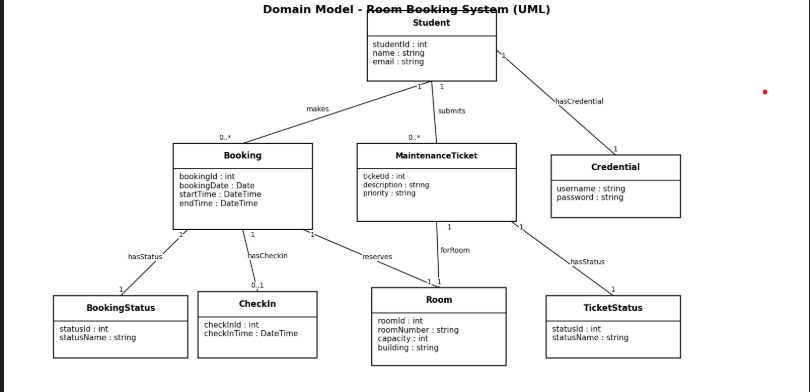 Domain Model - Room Booking System (UML)
Student
studentId : int
name : string
email : string
1
1
1
makes
submits
hasCredential
0..*
0..*
1
Booking
bookingId : int
bookingDate : Date
startTime : DateTime
endTime : DateTime
MaintenanceTicket
ticketId : int
description : string
priority : string
Credential
username : string
password : string
1
1
1
1
1
hasStatus
hasCheckIn
reserves
forRoom
hasStatus
1
0..1
1
1
1
BookingStatus
statusId : int
statusName : string
CheckIn
checkInId : int
checkInTime : DateTime
Room
roomId : int
roomNumber : string
capacity : int
building : string
TicketStatus
statusId : int
statusName : string